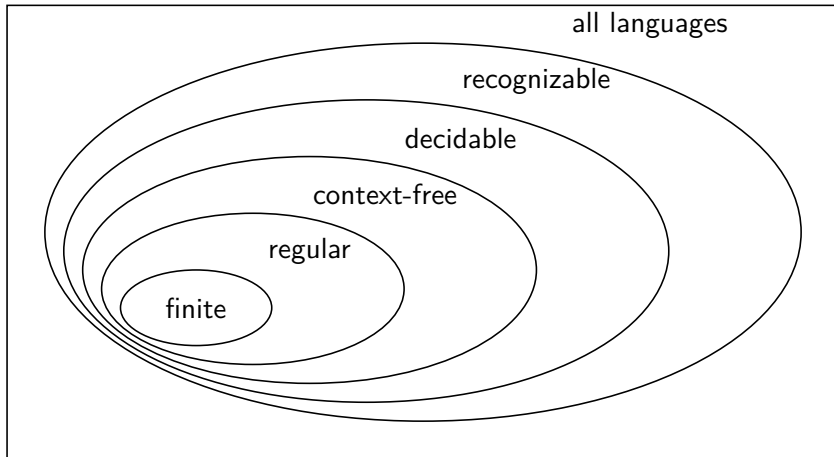 all languages
recognizable
decidable
context-free
regular
finite